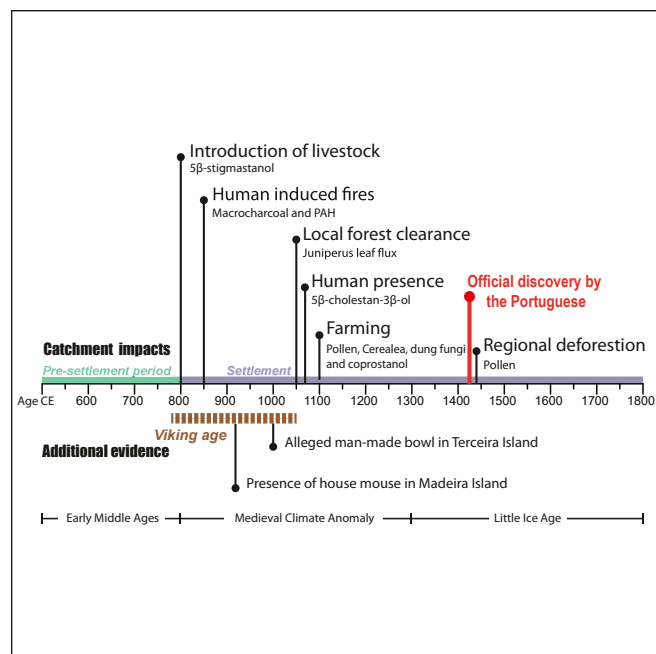 Introduction of livestock
5β-stigmastanol
Human induced fires
Macrocharcoal and PAH
Local forest clearance
Juniperus leaf flux
Human presence
5β-cholestan-3β-ol
Official discovery by
the Portuguese
Farming
Pollen, Cerealea, dung fungi
and coprostanol
Regional deforestion
Pollen
Catchment impacts
Pre-settlement period
Settlement
Age CE 600 700 800 900 1000 1100 1200 1300 1400 1500 1600 1700 1800
Viking age
Additional evidence
Alleged man-made bowl in Terceira Island
Presence of house mouse in Madeira Island
Early Middle Ages Medieval Climate Anomaly Little Ice Age